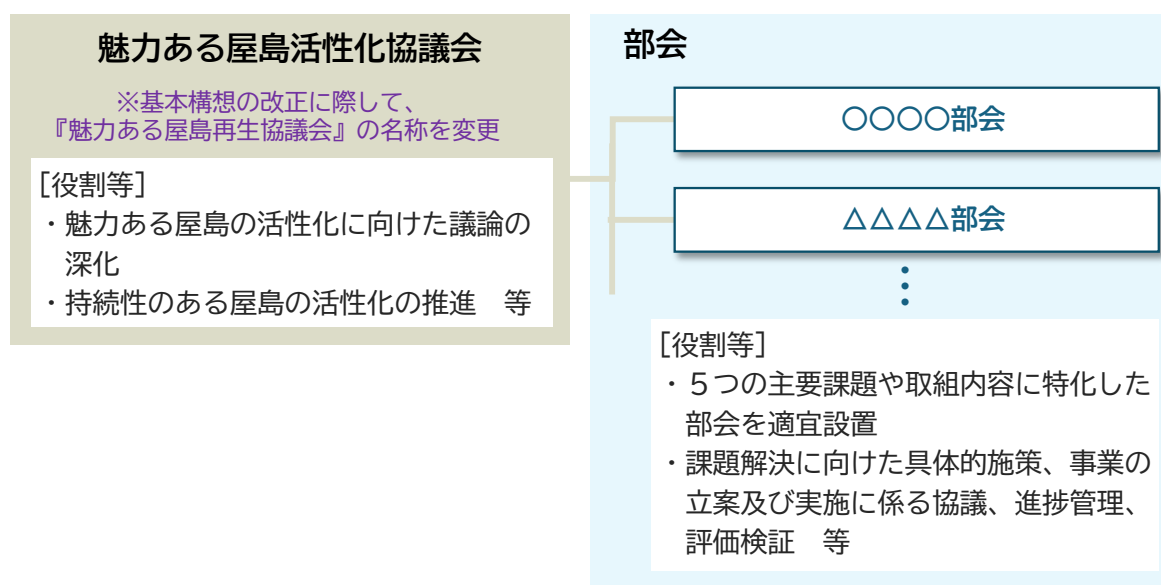 魅力ある屋島活性化協議会
※基本構想の改正に際して、
『魅力ある屋島再生協議会』の名称を変更
［役割等］
・魅力ある屋島の活性化に向けた議論の
深化
・持続性のある屋島の活性化の推進　等
部会
〇〇〇〇部会
△△△△部会
⋮
［役割等］
・５つの主要課題や取組内容に特化した
部会を適宜設置
・課題解決に向けた具体的施策、事業の
立案及び実施に係る協議、進捗管理、
評価検証　等